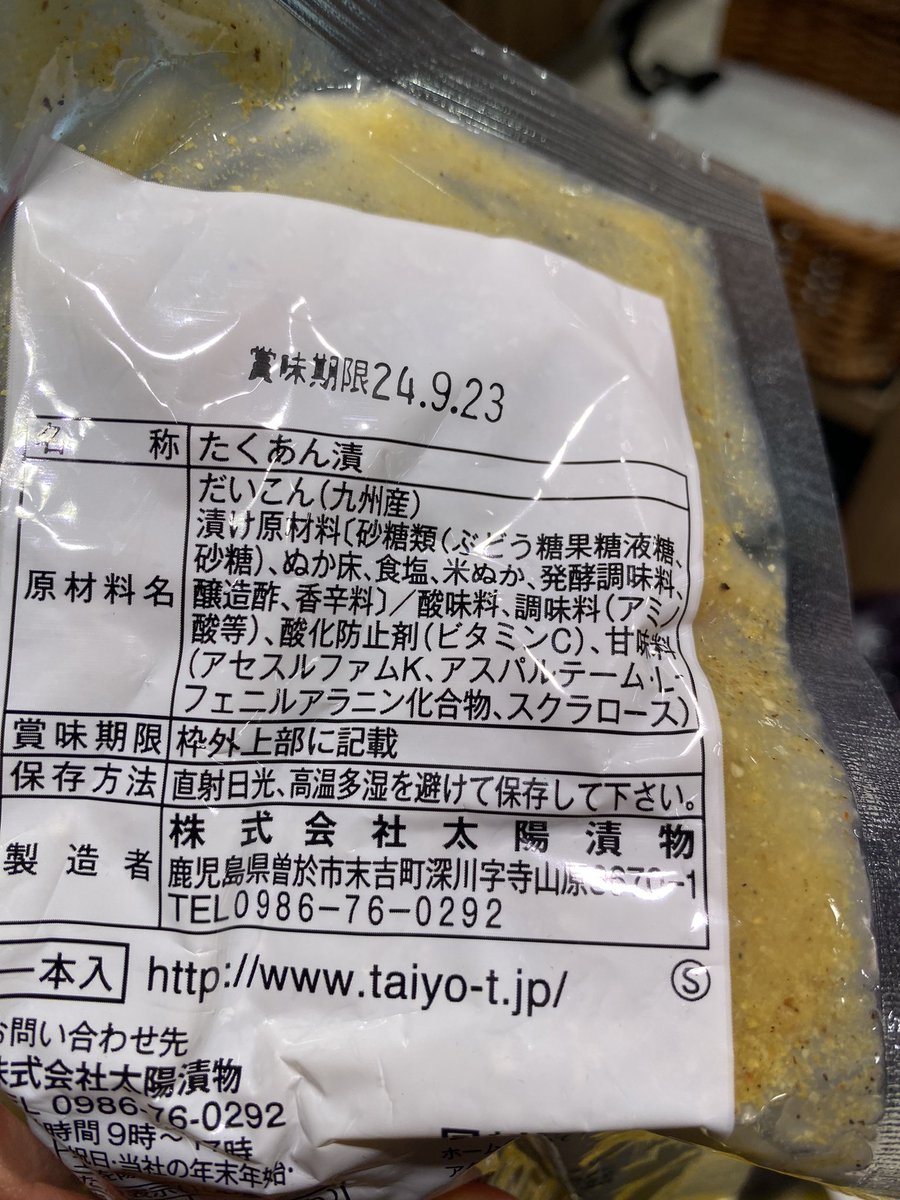 賞味期限24.9.23
名称 たくあん漬
原材料名 だいこん(九州産)
漬け原材料〔砂糖類(ぶどう糖果糖液糖、
砂糖)、ぬか床、食塩、米ぬか、発酵調味料、
醸造酢、香辛料〕/酸味料、調味料(アミノ
酸等)、酸化防止剤(ビタミンC)、甘味料
(アセスルファムK、アスパルテーム・L-
フェニルアラニン化合物、スクラロース)
賞味期限 枠外上部に記載
保存方法 直射日光、高温多湿を避けて保存して下さい。
製造者 株式会社太陽漬物
鹿児島県曽於市末吉町深川字寺山原
TEL0986-76-0292
一本入 http://www.taiyo-t.jp/ Ⓢ
お問い合わせ先
株式会社太陽漬物
0986-76-0292
時間9時~
当社の年末年始